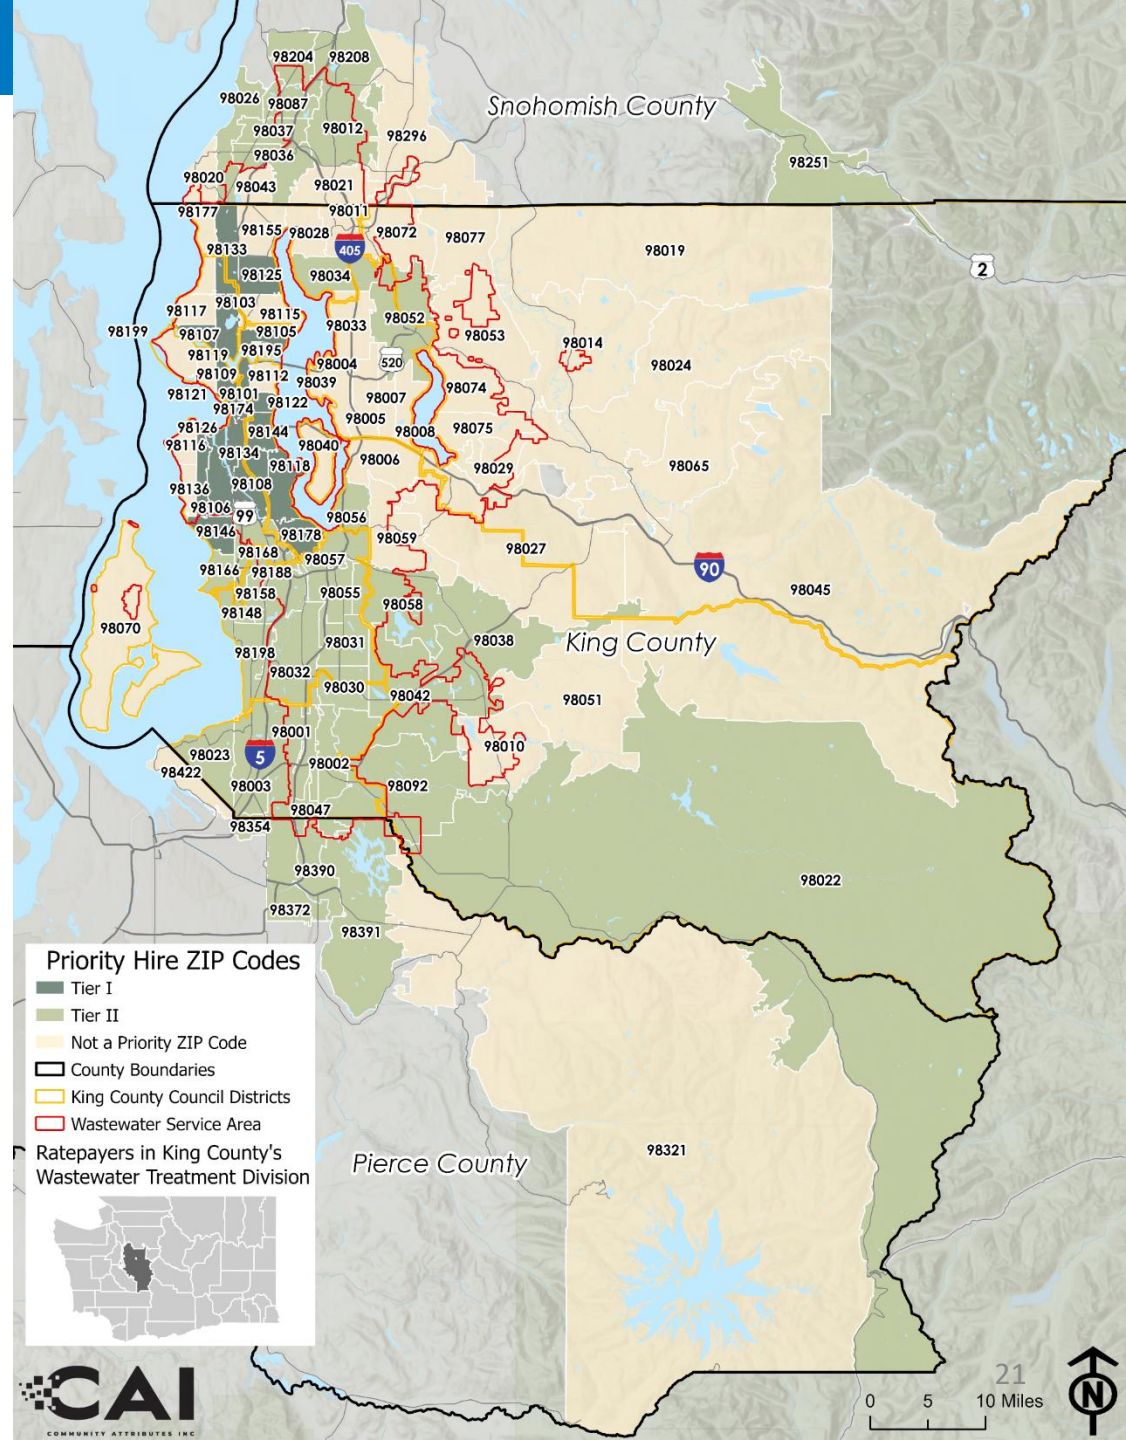 98204 98208
Snohomish County
98026 98087
98037 98012
98296
98036
98251
98020 98043 98021
98177 98011
98155 98028 98072 98077
98133 405 98019
98125 98034 2
98103
98117 98115 98033 98052
98199 98107 98105 98053 98014
98119 98195 98004 520 98024
98109 98112 98039
98121 98101 98122 98007 98074
98174 98005
98126 98144 98008 98075
98116 98134 98040 98006
98118 98029 98065
98136 98108
98106 99 98056
98146 98178 98059 98027
98168 98057
98166 98188 90
98158 98055 98058 98045
98148
98070 98031 98038 King County
98198
98032 98030 98042 98051
98001
98023 5 98002 98010
98422 98003 98092
98047
98354
98390 98022
98372
98391
Priority Hire ZIP Codes
Tier I
Tier II
Not a Priority ZIP Code
County Boundaries
King County Council Districts
Wastewater Service Area
Ratepayers in King County's
Wastewater Treatment Division
Pierce County
98321
CAI
COMMUNITY ATTRIBUTES INC
21
0 5 10 Miles
N